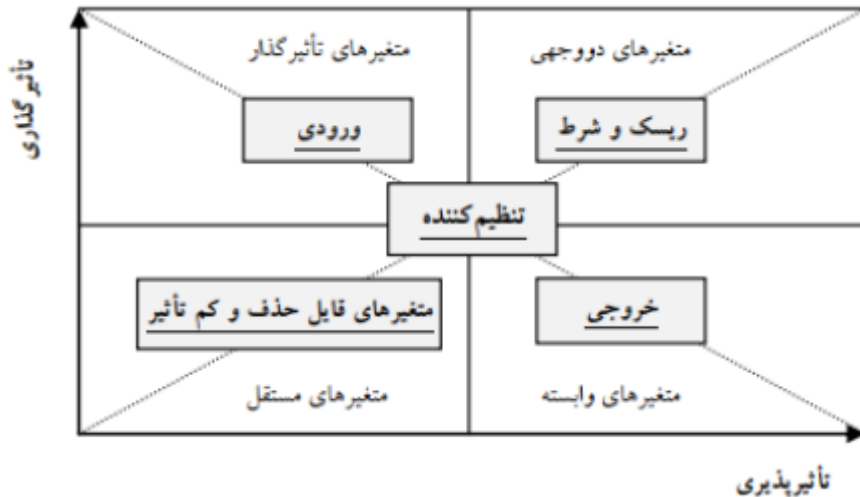 متغیرهای دووجهی
متغیرهای تأثیرگذار
ریسک و شرط
ورودی
تنظیم‌کننده
خروجی
متغیرهای قایل حذف و کم تأثیر
متغیرهای وابسته
متغیرهای مستقل
تأثیرگذاری
تأثیرپذیری